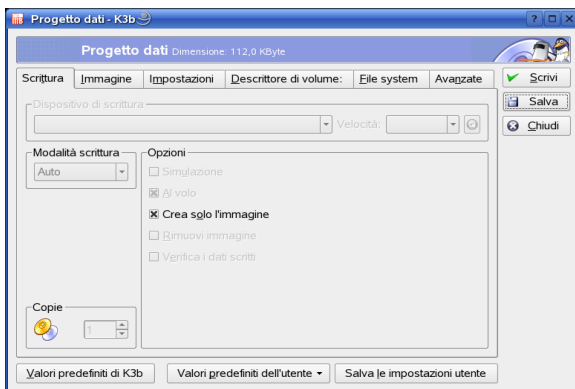 Progetto dati - K3b
Progetto dati Dimensione: 112,0 KByte
Scrittura Immagine Impostazioni Descrittore di volume: File system Avanzate
Scrivi
Salva
Chiudi
Dispositivo di scrittura
Velocità:
Modalità scrittura
Auto
Opzioni
Simulazione
Al volo
Crea solo l'immagine
Rimuovi immagine
Verifica i dati scritti
Copie
1
Valori predefiniti di K3b Valori predefiniti dell'utente Salva le impostazioni utente